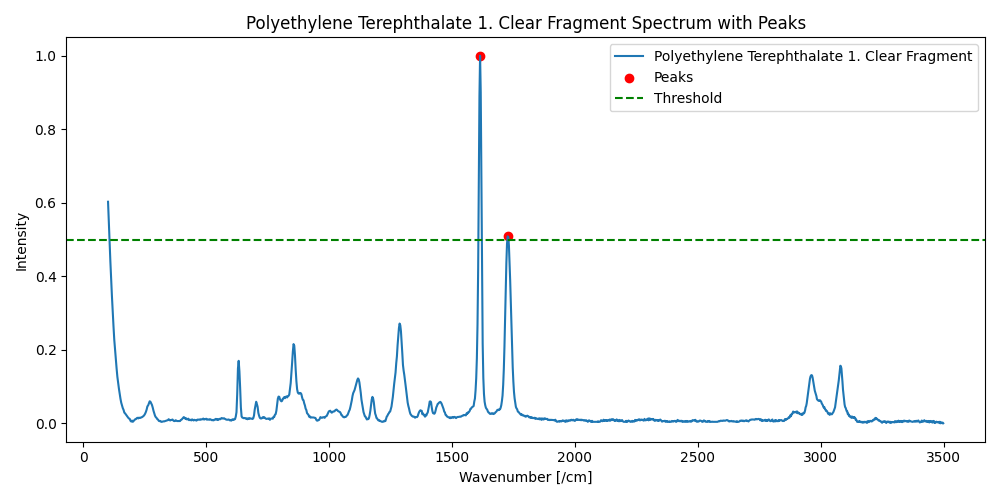 Polyethylene Terephthalate 1. Clear Fragment Spectrum with Peaks
Polyethylene Terephthalate 1. Clear Fragment
Peaks
Threshold
Intensity
1.0
0.8
0.6
0.4
0.2
0.0
0 500 1000 1500 2000 2500 3000 3500
Wavenumber [/cm]